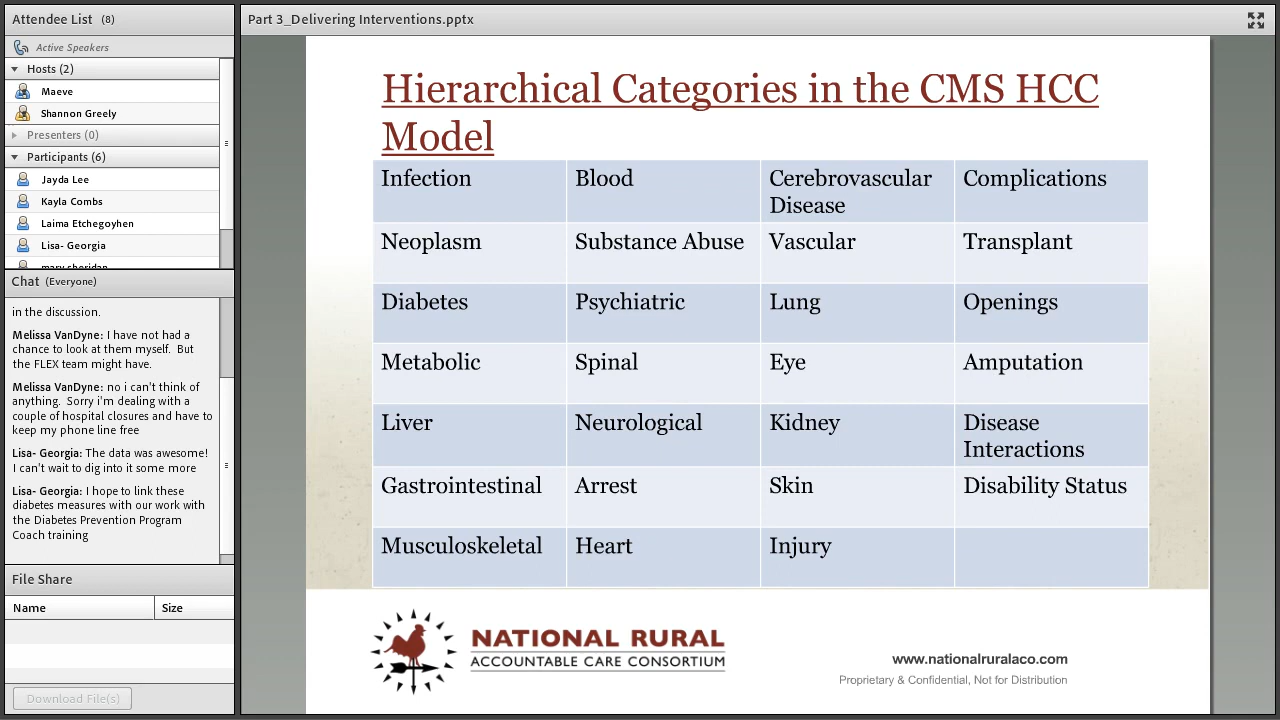 Attendee List (8)
Active Speakers
Hosts (2)
Maeve
Shannon Greely
Presenters (0)
Participants (6)
Jayda Lee
Kayla Combs
Laima Etchegoyhen
Lisa- Georgia
mary sheridan
Chat (Everyone)
in the discussion.
Melissa VanDyne: I have not had a
chance to look at them myself. But
the FLEX team might have.
Melissa VanDyne: no i can't think of
anything. Sorry i'm dealing with a
couple of hospital closures and have to
keep my phone line free
Lisa- Georgia: The data was awesome!
I can't wait to dig into it some more
Lisa- Georgia: I hope to link these
diabetes measures with our work with
the Diabetes Prevention Program
Coach training
File Share
Name Size
Download File(s)
Part 3_Delivering Interventions.pptx
Hierarchical Categories in the CMS HCC
Model
Infection Blood Cerebrovascular Complications
Disease
Neoplasm Substance Abuse Vascular Transplant
Diabetes Psychiatric Lung Openings
Metabolic Spinal Eye Amputation
Liver Neurological Kidney Disease
Interactions
Gastrointestinal Arrest Skin Disability Status
Musculoskeletal Heart Injury
NATIONAL RURAL
ACCOUNTABLE CARE CONSORTIUM
www.nationalruralaco.com
Proprietary & Confidential, Not for Distribution